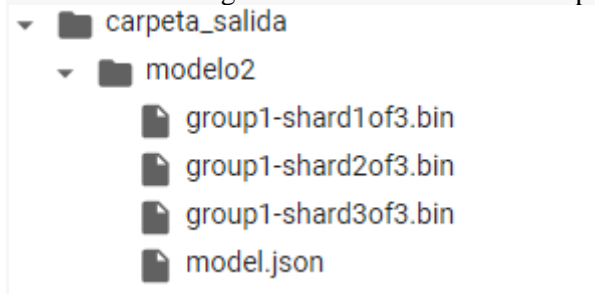 carpeta_salida
modelo2
group1-shard1of3.bin
group1-shard2of3.bin
group1-shard3of3.bin
model.json